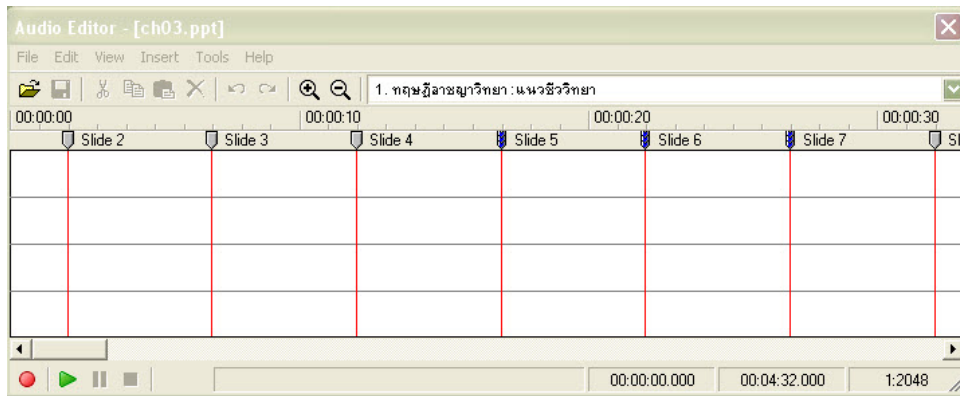 Audio Editor - [ch03.ppt]
File Edit View Insert Tools Help
1. ทฤษฎีอาชญาวิทยา : แนวชีววิทยา
00:00:00 00:00:10 00:00:20 00:00:30
Slide 2 Slide 3 Slide 4 Slide 5 Slide 6 Slide 7 Sl
00:00:00.000 00:04:32.000 1:2048